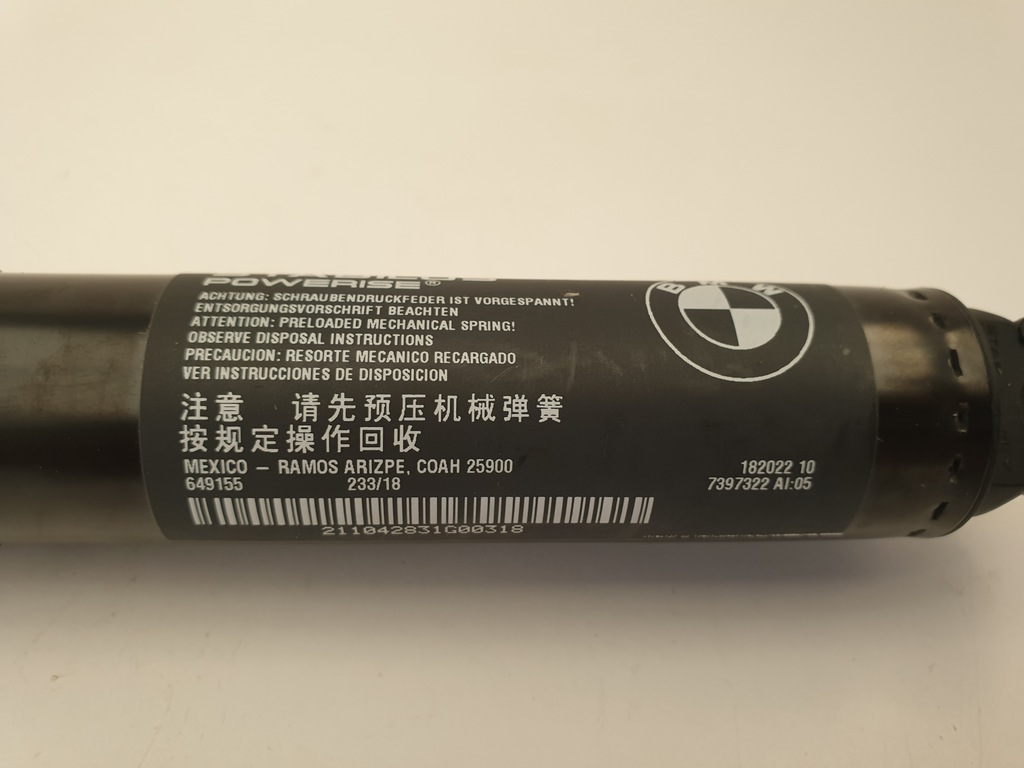 POWERISE®
ACHTUNG: SCHRAUBENDRUCKFEDER IST VORGESPANNT!
ENTSORGUNGSVORSCHRIFT BEACHTEN
ATTENTION: PRELOADED MECHANICAL SPRING!
OBSERVE DISPOSAL INSTRUCTIONS
PRECAUCION: RESORTE MECANICO RECARGADO
VER INSTRUCCIONES DE DISPOSICION
注意 请先预压机械弹簧
按规定操作回收
MEXICO – RAMOS ARIZPE, COAH 25900
649155 233/18
211042831G00318
BMW
182022 10
7397322 AI:05